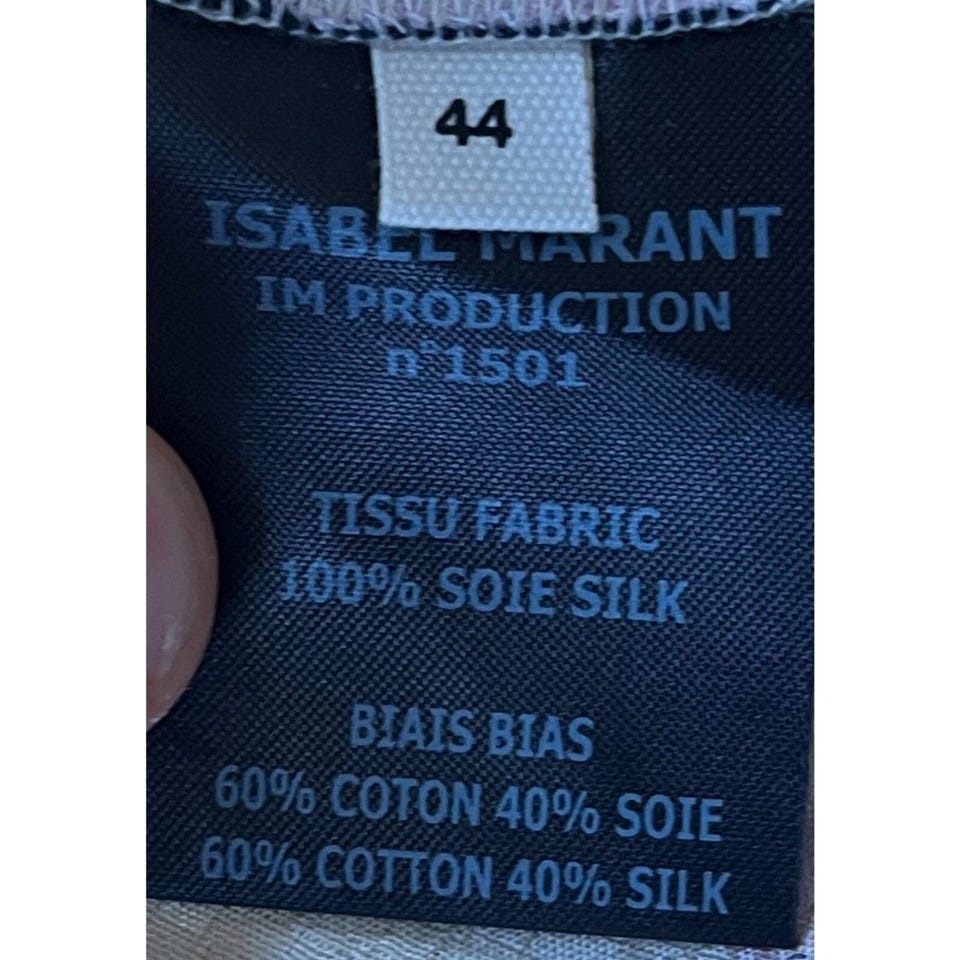 44
ISABEL MARANT
IM PRODUCTION
n°1501
TISSU FABRIC
100% SOIE SILK
BIAIS BIAS
60% COTON 40% SOIE
60% COTTON 40% SILK